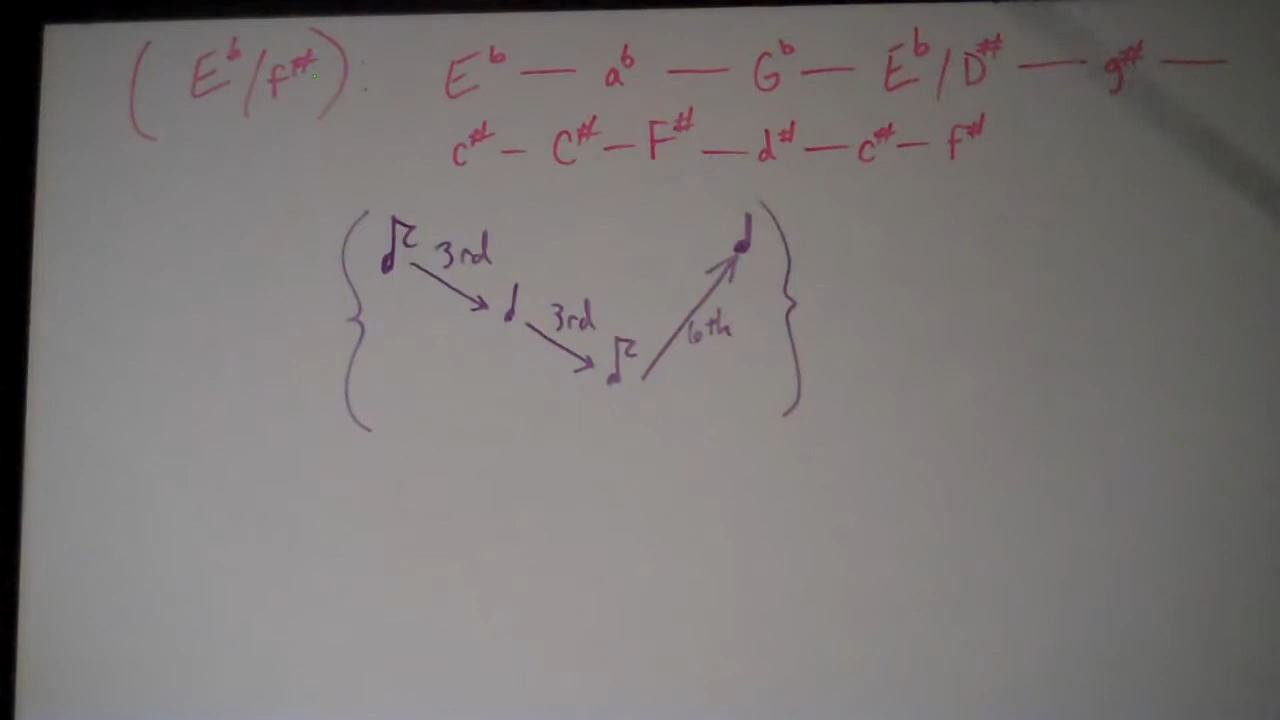 (E♭/f♯): E♭ — a♭ — G♭ — E♭/D♯ — g♯ —
c♯ — C♯ — F♯ — d♯ — c♯ — f♯
3rd
3rd
6th